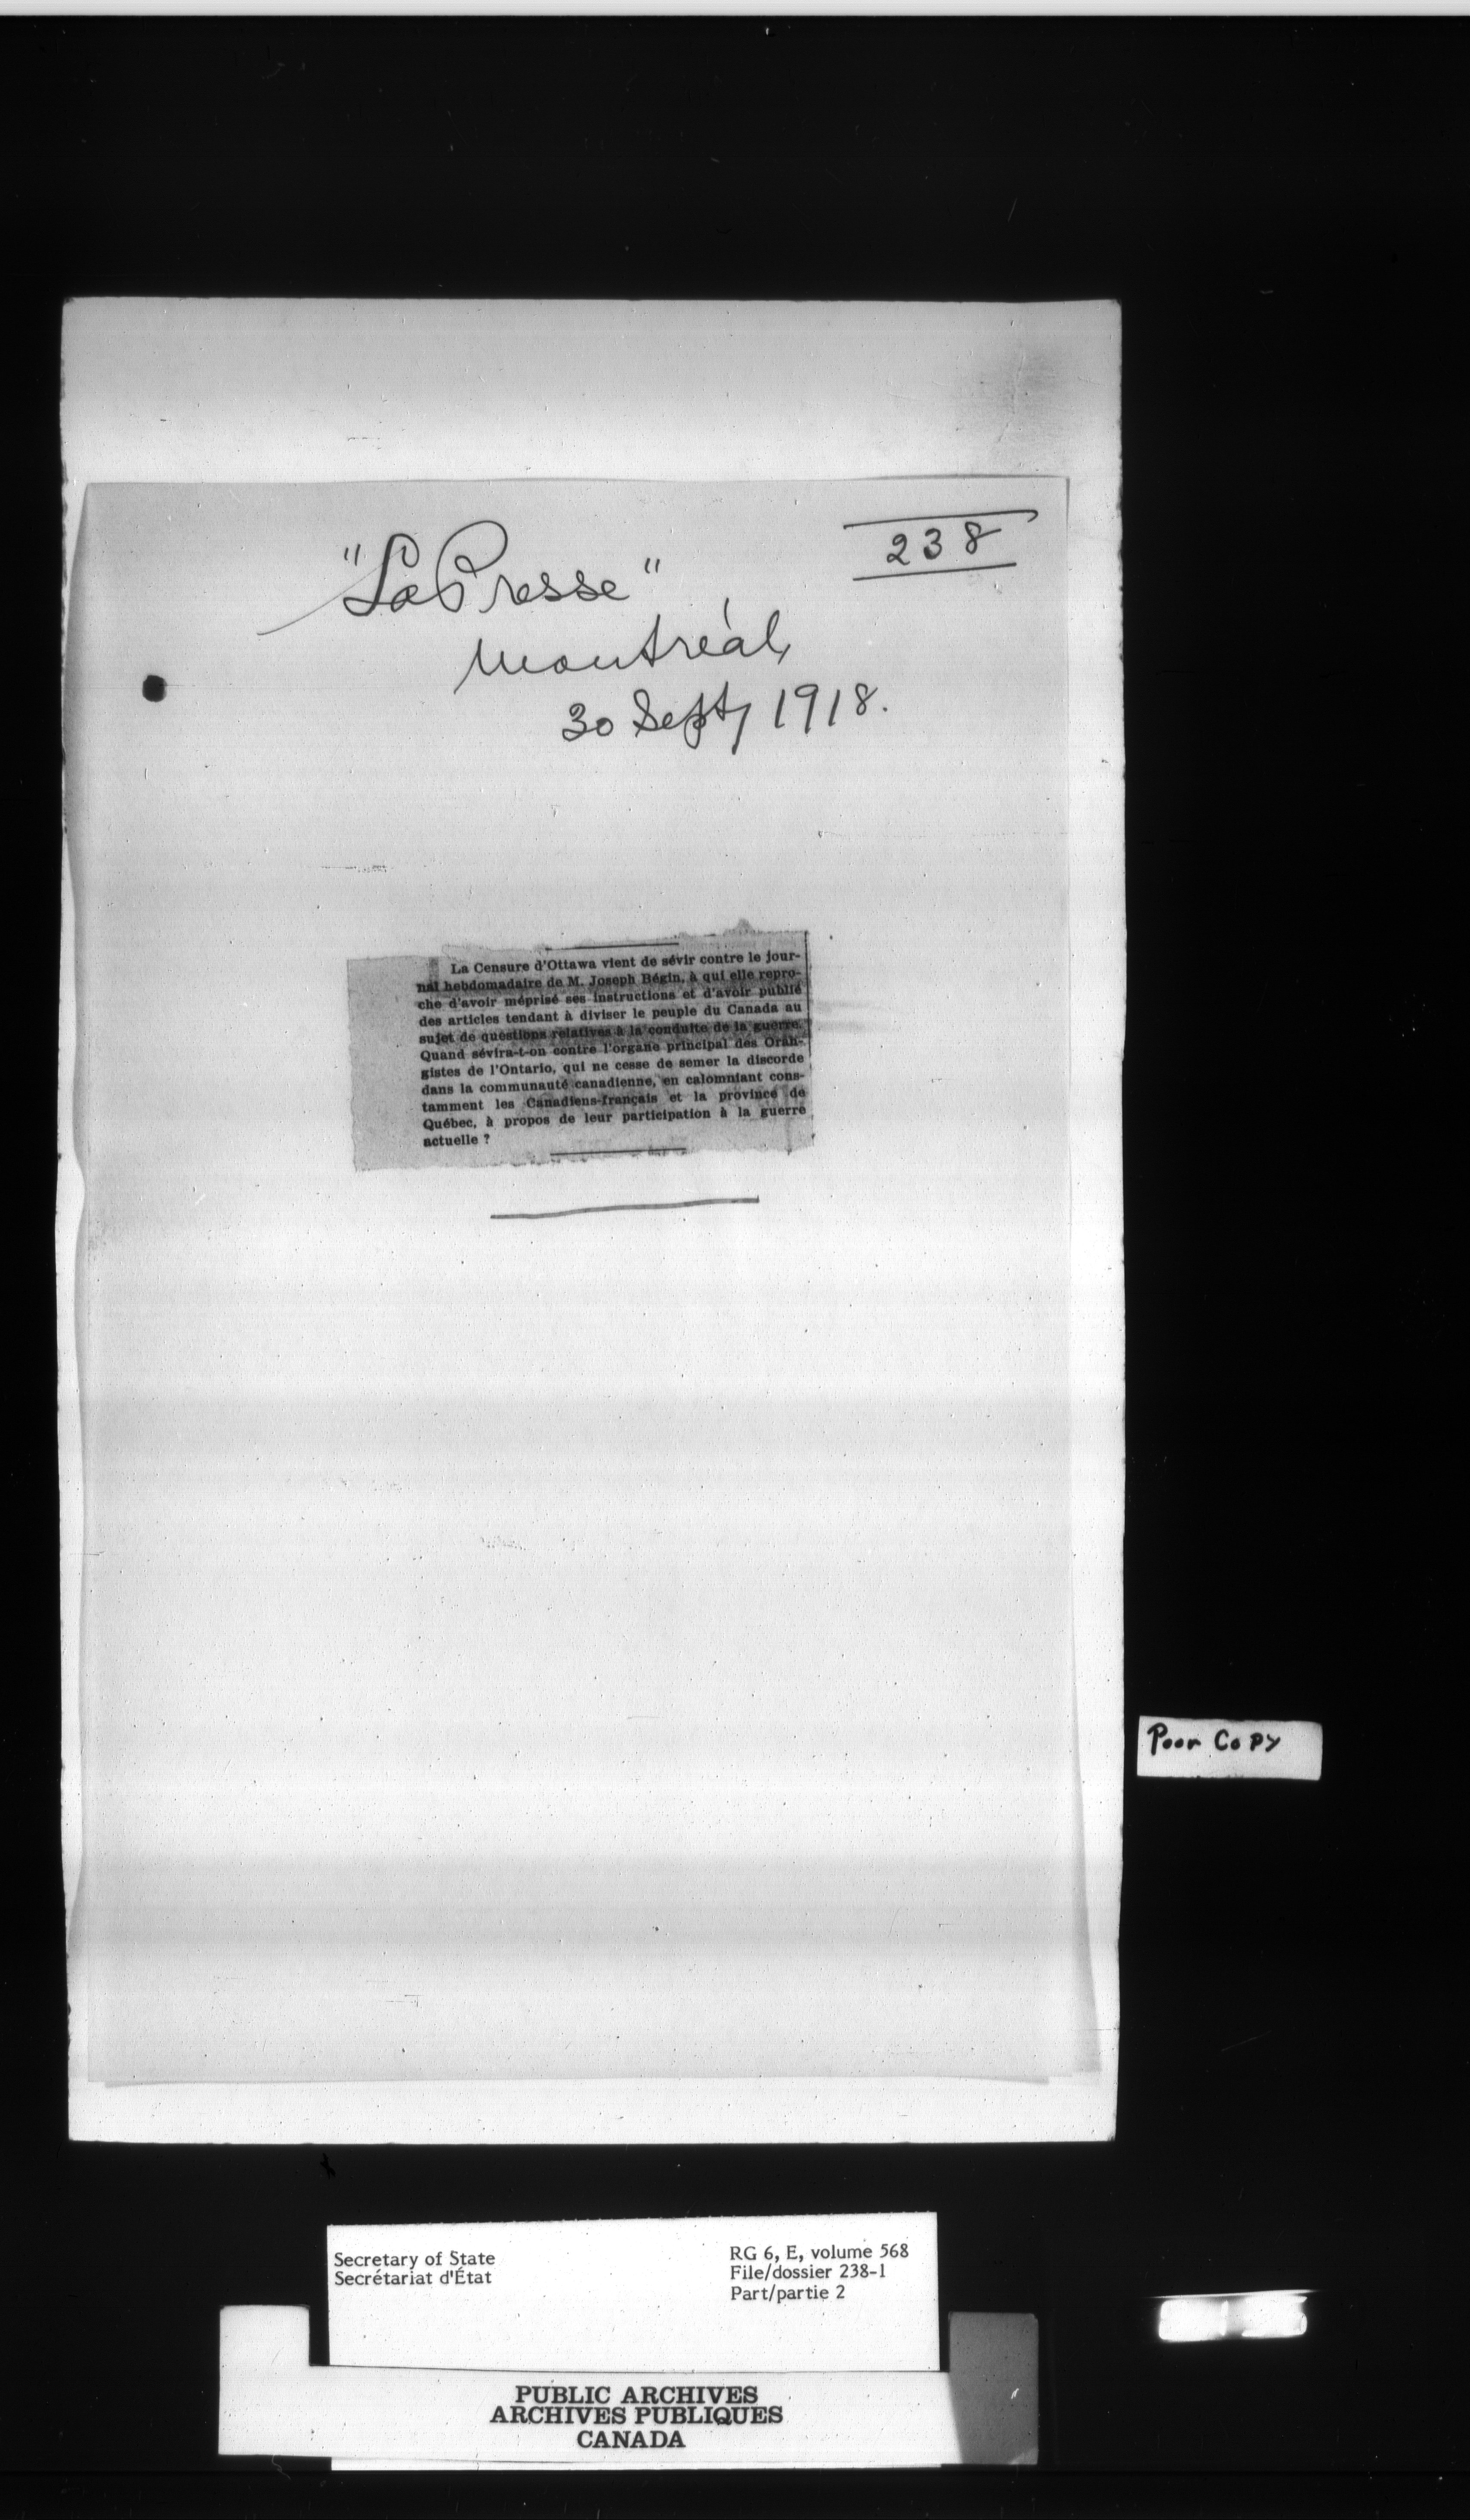 238
"La Presse"
Montréal,
30 Sept, 1918.
La Censure d'Ottawa vient de sévir contre le jour-
nal hebdomadaire de M. Joseph Bégin, à qui elle repro-
che d'avoir méprisé ses instructions et d'avoir publié
des articles tendant à diviser le peuple du Canada au
sujet de questions relatives à la conduite de la guerre.
Quand sévira-t-on contre l'organe principal des Oran-
gistes de l'Ontario, qui ne cesse de semer la discorde
dans la communauté canadienne, en calomniant cons-
tamment les Canadiens-français et la province de
Québec, à propos de leur participation à la guerre
actuelle ?
Poor Copy
Secretary of State
Secrétariat d'État
RG 6, E, volume 568
File/dossier 238-1
Part/partie 2
PUBLIC ARCHIVES
ARCHIVES PUBLIQUES
CANADA